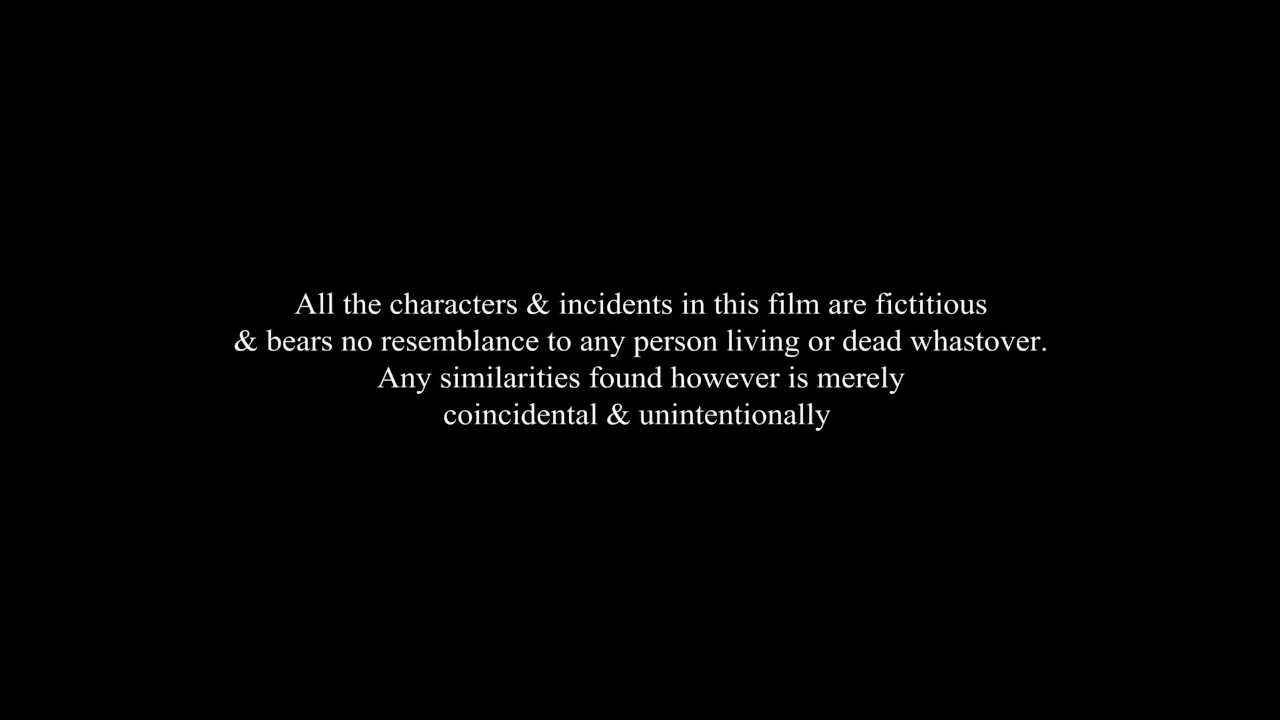 All the characters & incidents in this film are fictitious
& bears no resemblance to any person living or dead whastover.
Any similarities found however is merely
coincidental & unintentionally